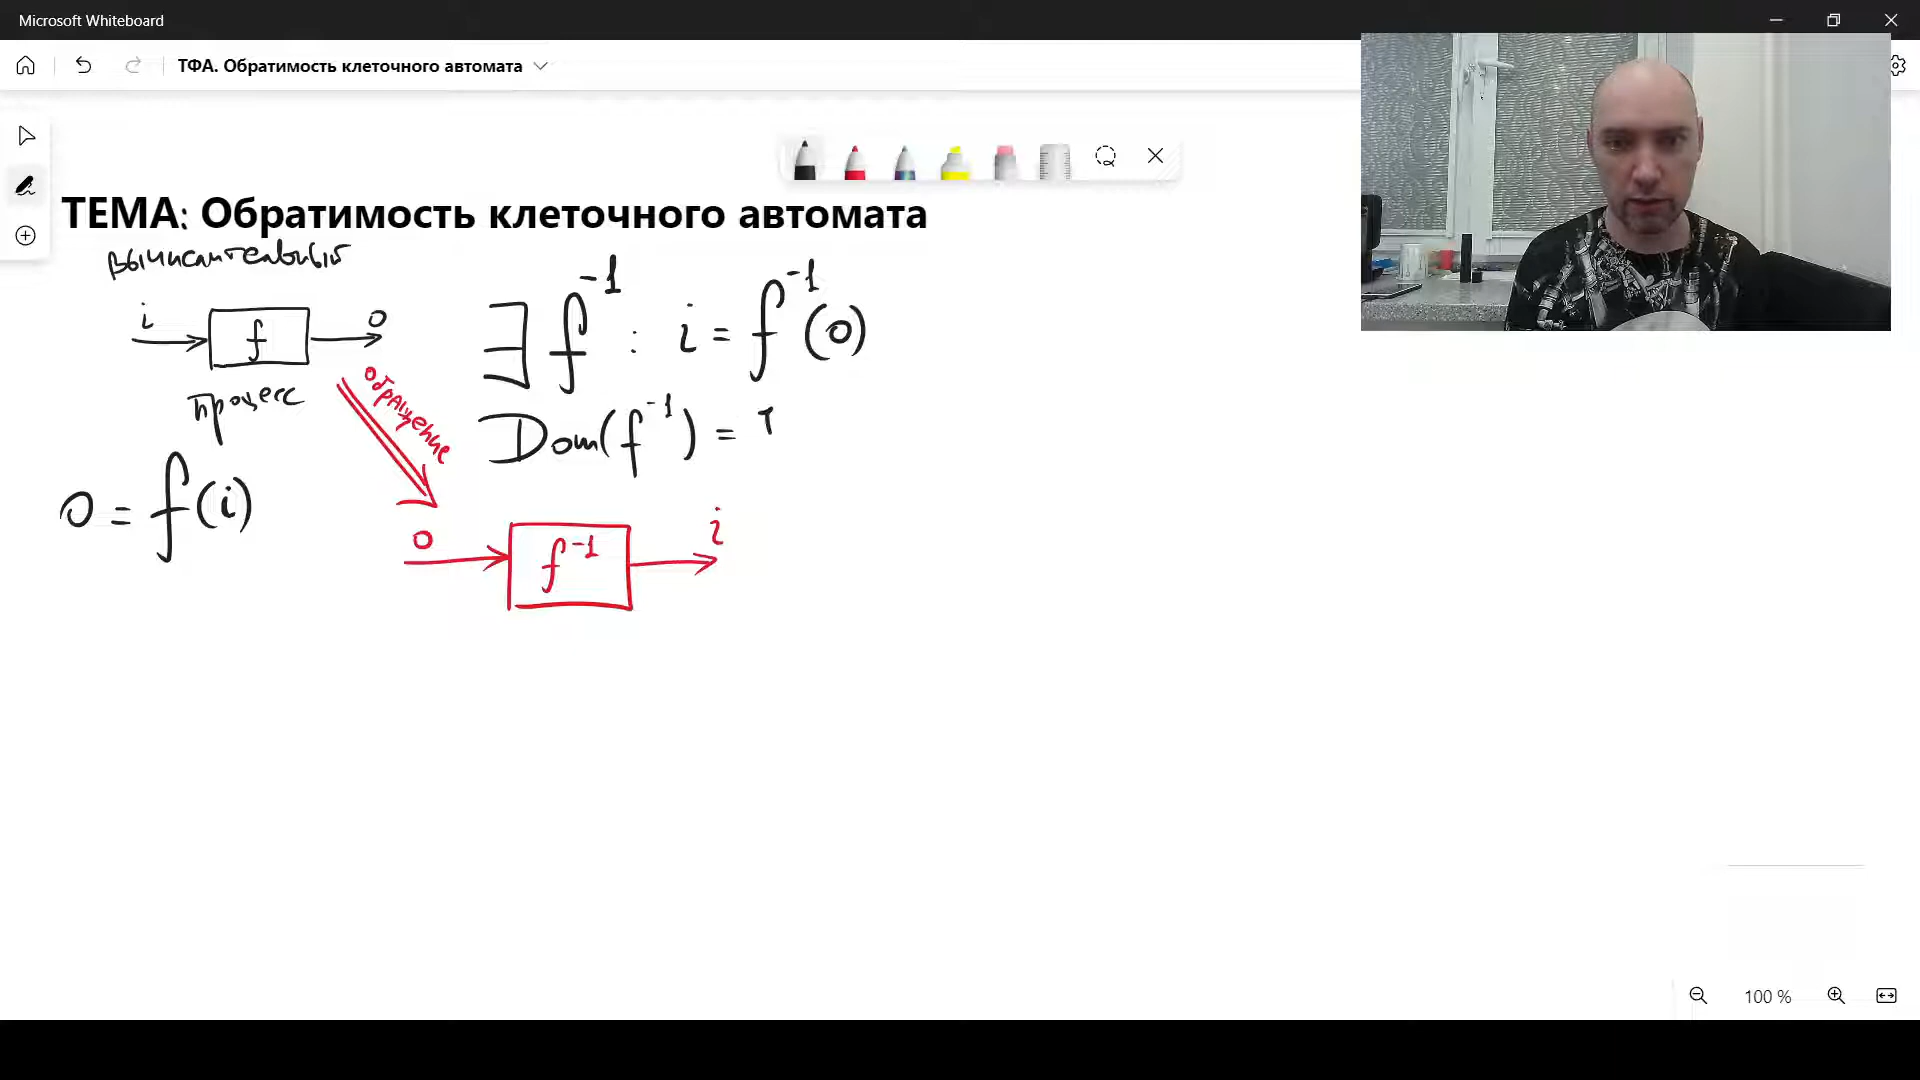 Microsoft Whiteboard
ТФА. Обратимость клеточного автомата
ТЕМА: Обратимость клеточного автомата
вычислительный
i f o
процесс
o = f(i)
обращение
∃ f⁻¹ : i = f⁻¹(o)
Dom(f⁻¹) =
o f⁻¹ i
100 %